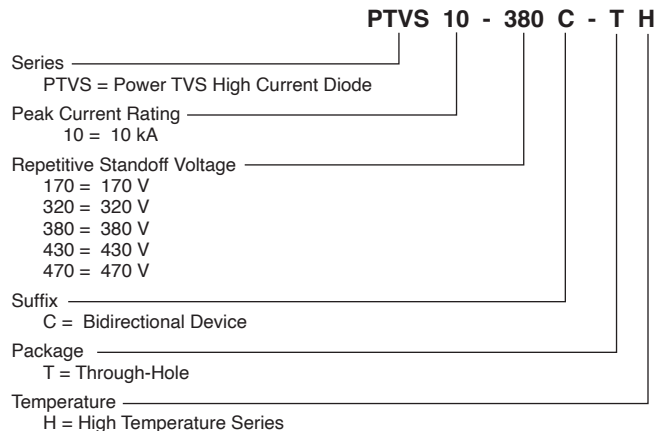 PTVS 10 - 380 C - T H
Series
PTVS = Power TVS High Current Diode
Peak Current Rating
10 = 10 kA
Repetitive Standoff Voltage
170 = 170 V
320 = 320 V
380 = 380 V
430 = 430 V
470 = 470 V
Suffix
C = Bidirectional Device
Package
T = Through-Hole
Temperature
H = High Temperature Series